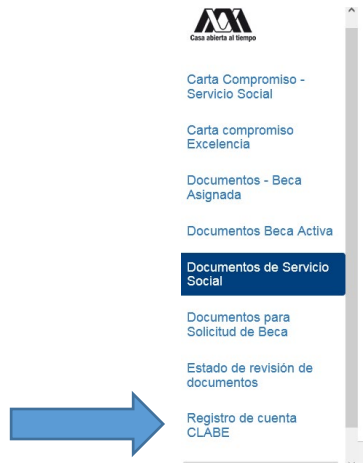 Casa abierta al tiempo
Carta Compromiso -
Servicio Social
Carta compromiso
Excelencia
Documentos - Beca
Asignada
Documentos Beca Activa
Documentos de Servicio
Social
Documentos para
Solicitud de Beca
Estado de revisión de
documentos
Registro de cuenta
CLABE